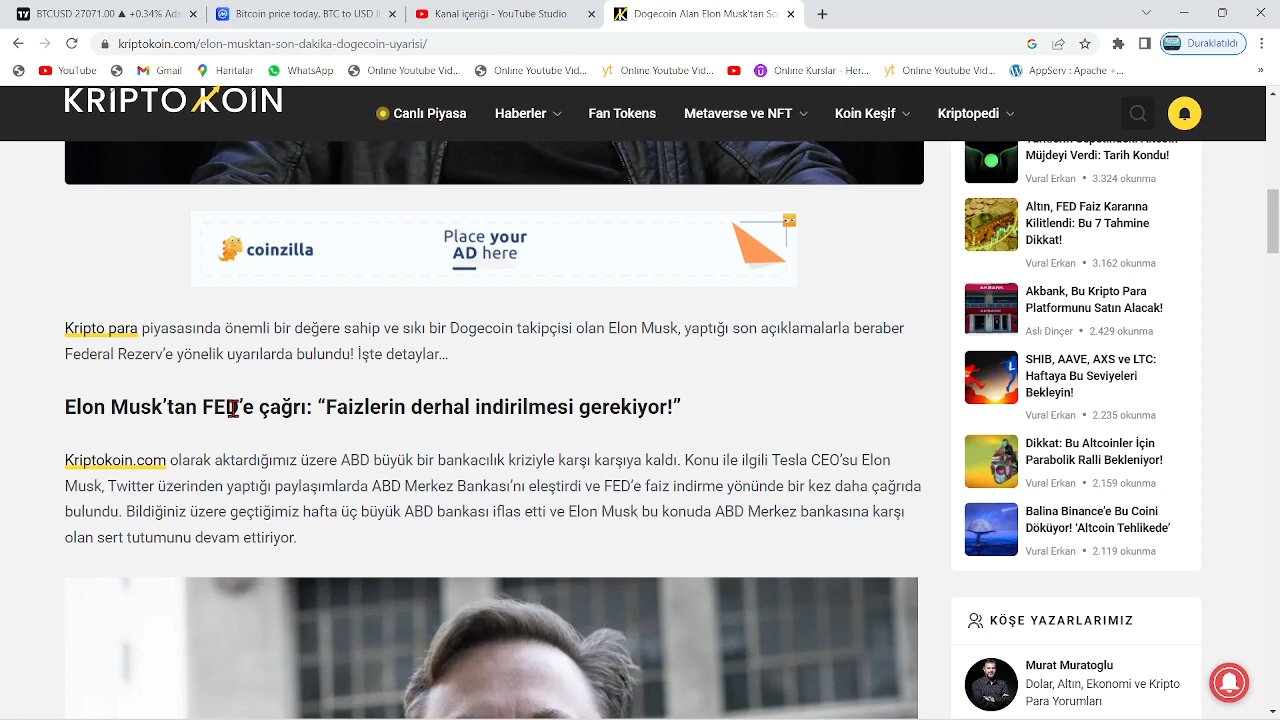 BTCUSD 27071.00 ▲ +0.34% Ads
Bitcoin price today, BTC to USD li
Kanal içeriği - YouTube Studio
Dogecoin Alan Elon Musk'tan So
kriptokoin.com/elon-musktan-son-dakika-dogecoin-uyarisi/
Duraklatıldı
YouTube
Gmail
Haritalar
WhatsApp
Online Youtube Vid...
Online Youtube Vid...
Online Youtube Vid...
Online Kurslar - Her...
Online Youtube Vid...
AppServ : Apache +...
»
KRIPTOKOIN
Canlı Piyasa
Haberler
Fan Tokens
Metaverse ve NFT
Koin Keşif
Kriptopedi
coinzilla
Place your
AD here
Kripto para piyasasında önemli bir değere sahip ve sıkı bir Dogecoin takipçisi olan Elon Musk, yaptığı son açıklamalarla beraber
Federal Rezerv’e yönelik uyarılarda bulundu! İşte detaylar…
Elon Musk’tan FED’e çağrı: “Faizlerin derhal indirilmesi gerekiyor!”
Kriptokoin.com olarak aktardığımız üzere ABD büyük bir bankacılık kriziyle karşı karşıya kaldı. Konu ile ilgili Tesla CEO’su Elon
Musk, Twitter üzerinden yaptığı paylaşımlarda ABD Merkez Bankası’nı eleştirdi ve FED’e faiz indirme yönünde bir kez daha çağrıda
bulundu. Bildiğiniz üzere geçtiğimiz hafta üç büyük ABD bankası iflas etti ve Elon Musk bu konuda ABD Merkez bankasına karşı
olan sert tutumunu devam ettiriyor.
Müjdeyi Verdi: Tarih Kondu!
Vural Erkan • 3.324 okunma
Altın, FED Faiz Kararına
Kilitlendi: Bu 7 Tahmine
Dikkat!
Vural Erkan • 3.162 okunma
AKBANK
Akbank, Bu Kripto Para
Platformunu Satın Alacak!
Aslı Dinçer • 2.429 okunma
SHIB, AAVE, AXS ve LTC:
Haftaya Bu Seviyeleri
Bekleyin!
Vural Erkan • 2.235 okunma
Dikkat: Bu Altcoinler İçin
Parabolik Ralli Bekleniyor!
Vural Erkan • 2.159 okunma
Balina Binance’e Bu Coini
Döküyor! ‘Altcoin Tehlikede’
Vural Erkan • 2.119 okunma
KÖŞE YAZARLARIMIZ
Murat Muratoglu
Dolar, Altın, Ekonomi ve Kripto
Para Yorumları